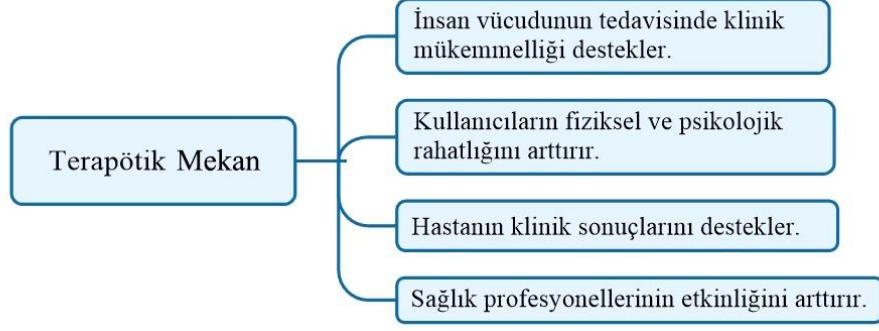 Terapötik Mekan
İnsan vücudunun tedavisinde klinik
mükemmelliği destekler.
Kullanıcıların fiziksel ve psikolojik
rahatlığını arttırır.
Hastanın klinik sonuçlarını destekler.
Sağlık profesyonellerinin etkinliğini arttırır.